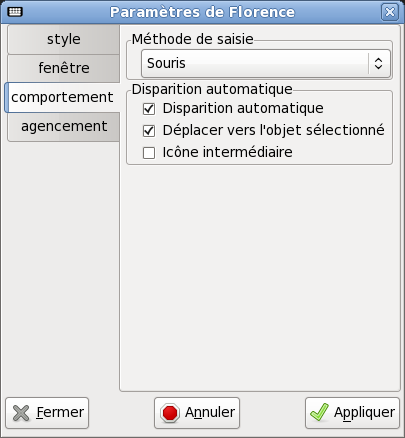 Paramètres de Florence
style
fenêtre
comportement
agencement
Méthode de saisie
Souris
Disparition automatique
Disparition automatique
Déplacer vers l'objet sélectionné
Icône intermédiaire
Fermer
Annuler
Appliquer